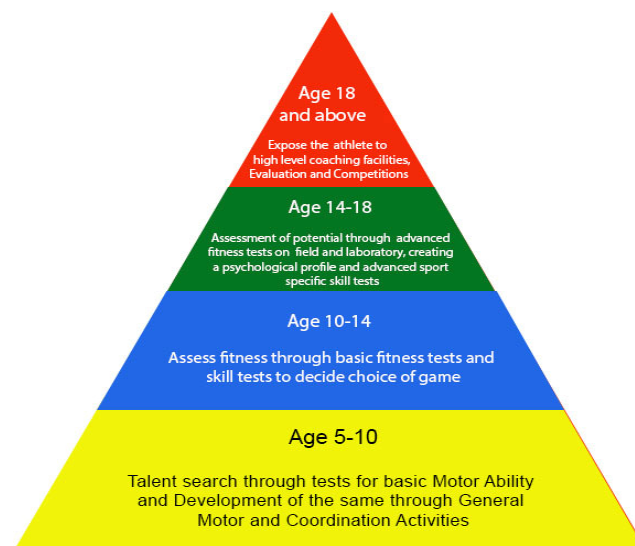 Age 18
and above
Expose the athlete to
high level coaching facilities,
Evaluation and Competitions
Age 14-18
Assessment of potential through advanced
fitness tests on field and laboratory, creating
a psychological profile and advanced sport
specific skill tests
Age 10-14
Assess fitness through basic fitness tests and
skill tests to decide choice of game
Age 5-10
Talent search through tests for basic Motor Ability
and Development of the same through General
Motor and Coordination Activities